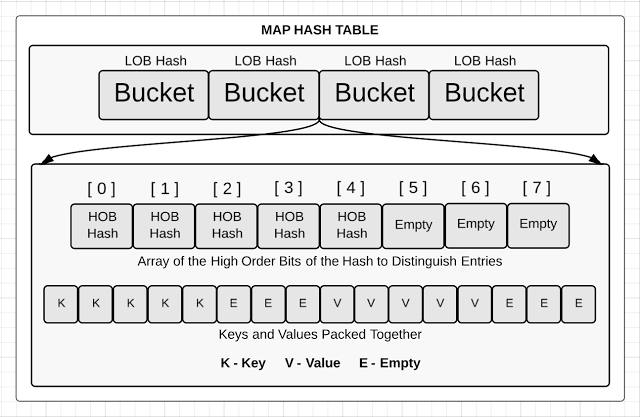 MAP HASH TABLE
LOB Hash LOB Hash LOB Hash LOB Hash
Bucket Bucket Bucket Bucket
[ 0 ] [ 1 ] [ 2 ] [ 3 ] [ 4 ] [ 5 ] [ 6 ] [ 7 ]
HOB Hash HOB Hash HOB Hash HOB Hash HOB Hash Empty Empty Empty
Array of the High Order Bits of the Hash to Distinguish Entries
K K K K K E E E V V V V V E E E
Keys and Values Packed Together
K - Key V - Value E - Empty